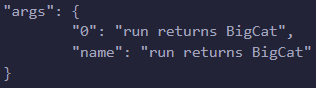 "args": {
"0": "run returns BigCat",
"name": "run returns BigCat"
}